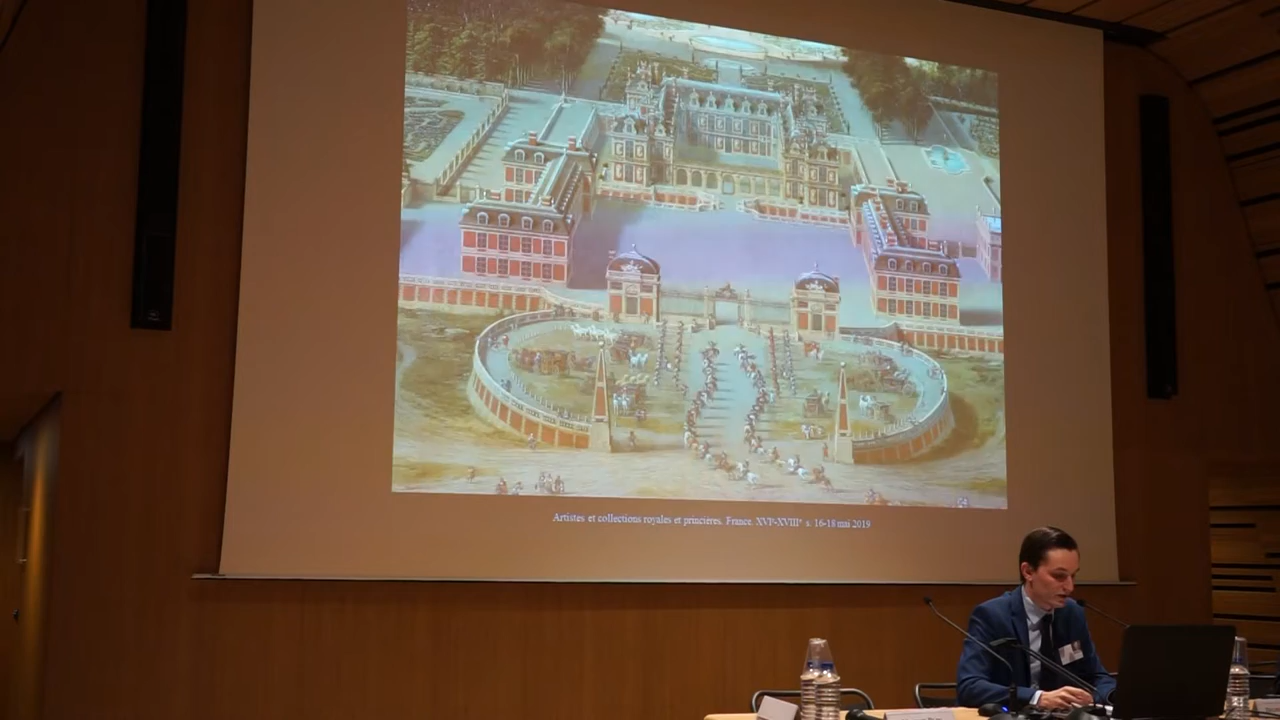 Artistes et collections royales et princières. France. XVIᵉ-XVIIIᵉ s. 16-18 mai 2019